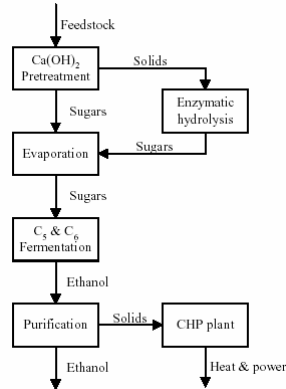 Feedstock
Ca(OH)2
Pretreatment
Solids
Enzymatic
hydrolysis
Sugars
Sugars
Evaporation
Sugars
C5 & C6
Fermentation
Ethanol
Purification
Solids
CHP plant
Ethanol
Heat & power